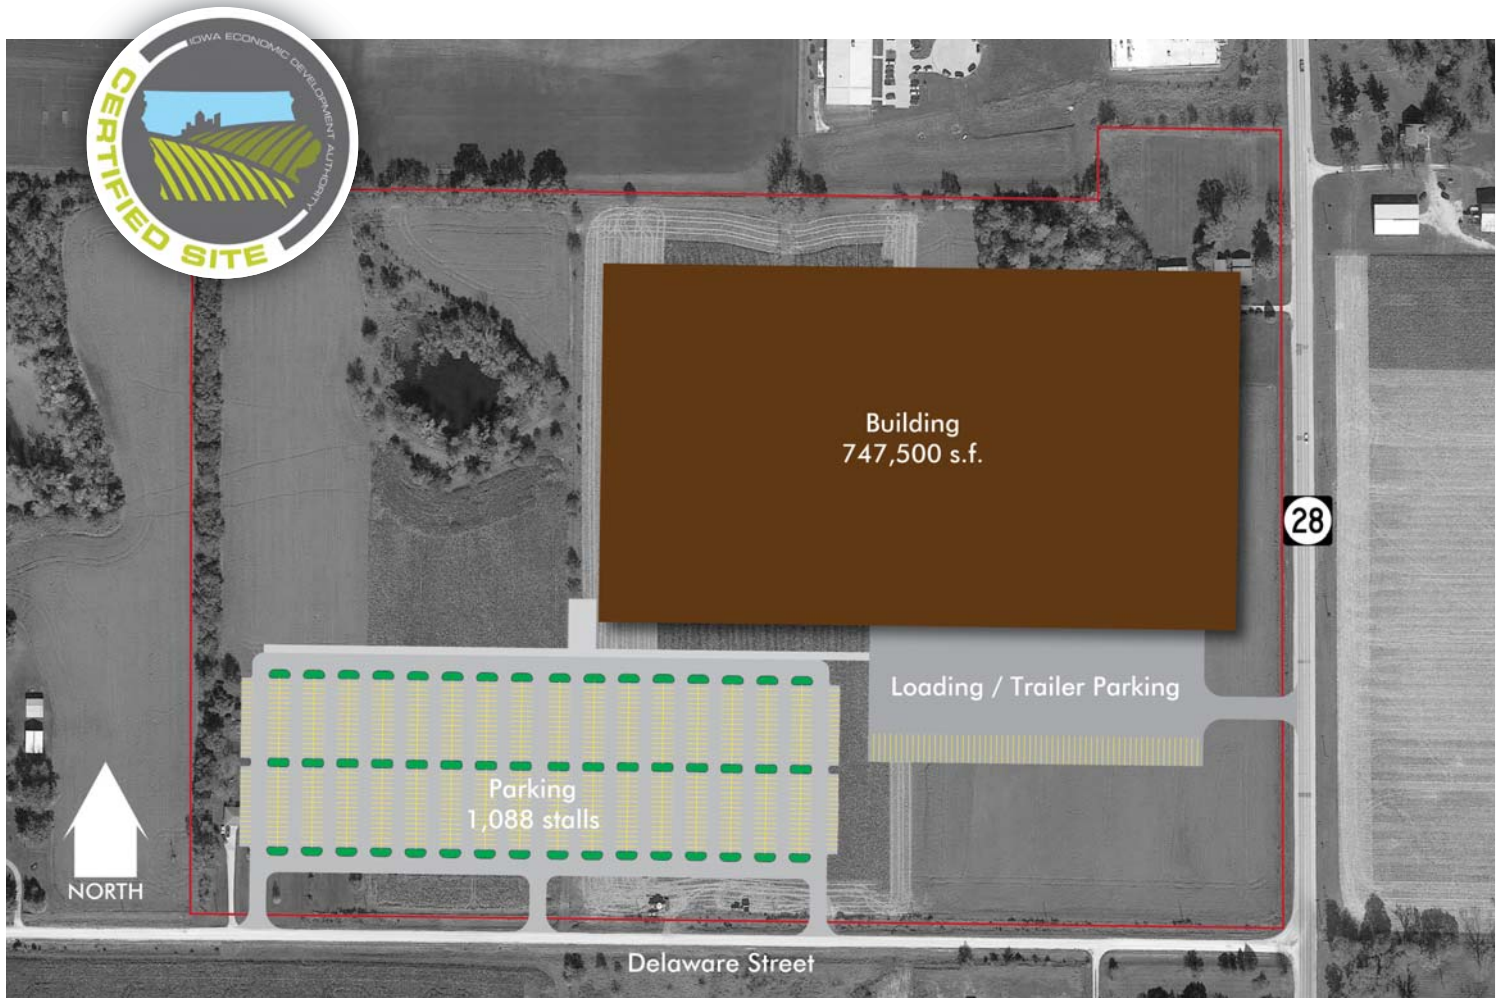 IOWA ECONOMIC DEVELOPMENT AUTHORITY
CERTIFIED SITE
Building
747,500 s.f.
28
Loading / Trailer Parking
Parking
1,088 stalls
NORTH
Delaware Street